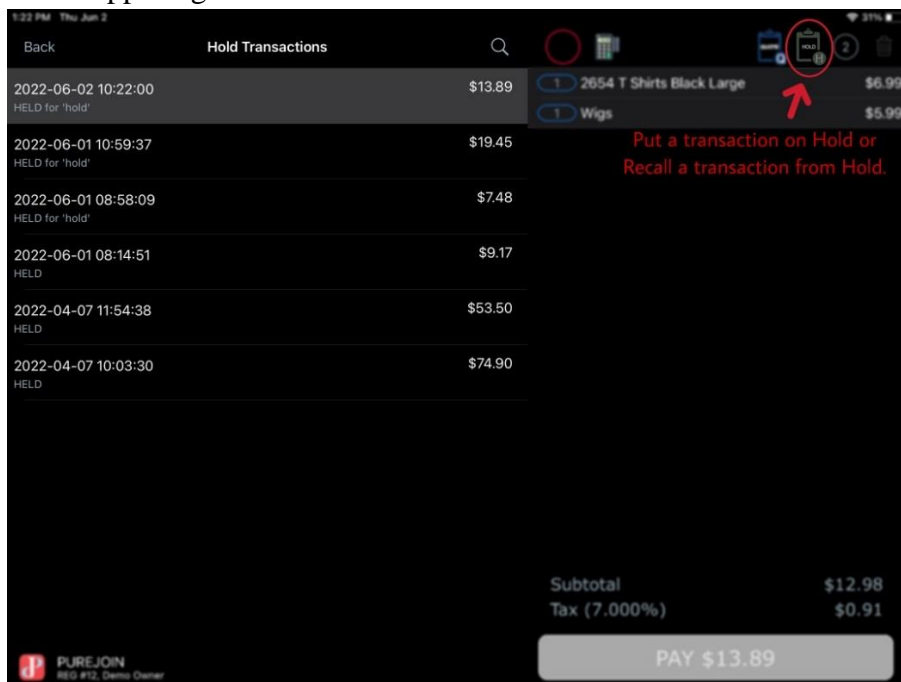 1:22 PM Thu Jun 2
31%
Back
Hold Transactions
2022-06-02 10:22:00
$13.89
HELD for 'hold'
2022-06-01 10:59:37
$19.45
HELD for 'hold'
2022-06-01 08:58:09
$7.48
HELD for 'hold'
2022-06-01 08:14:51
$9.17
HELD
2022-04-07 11:54:38
$53.50
HELD
2022-04-07 10:03:30
$74.90
HELD
PUREJOIN
REG #12, Demo Owner
Q
HOLD
H
2
1 2654 T Shirts Black Large $6.99
1 Wigs $5.99
Put a transaction on Hold or
Recall a transaction from Hold.
Subtotal $12.98
Tax (7.000%) $0.91
PAY $13.89